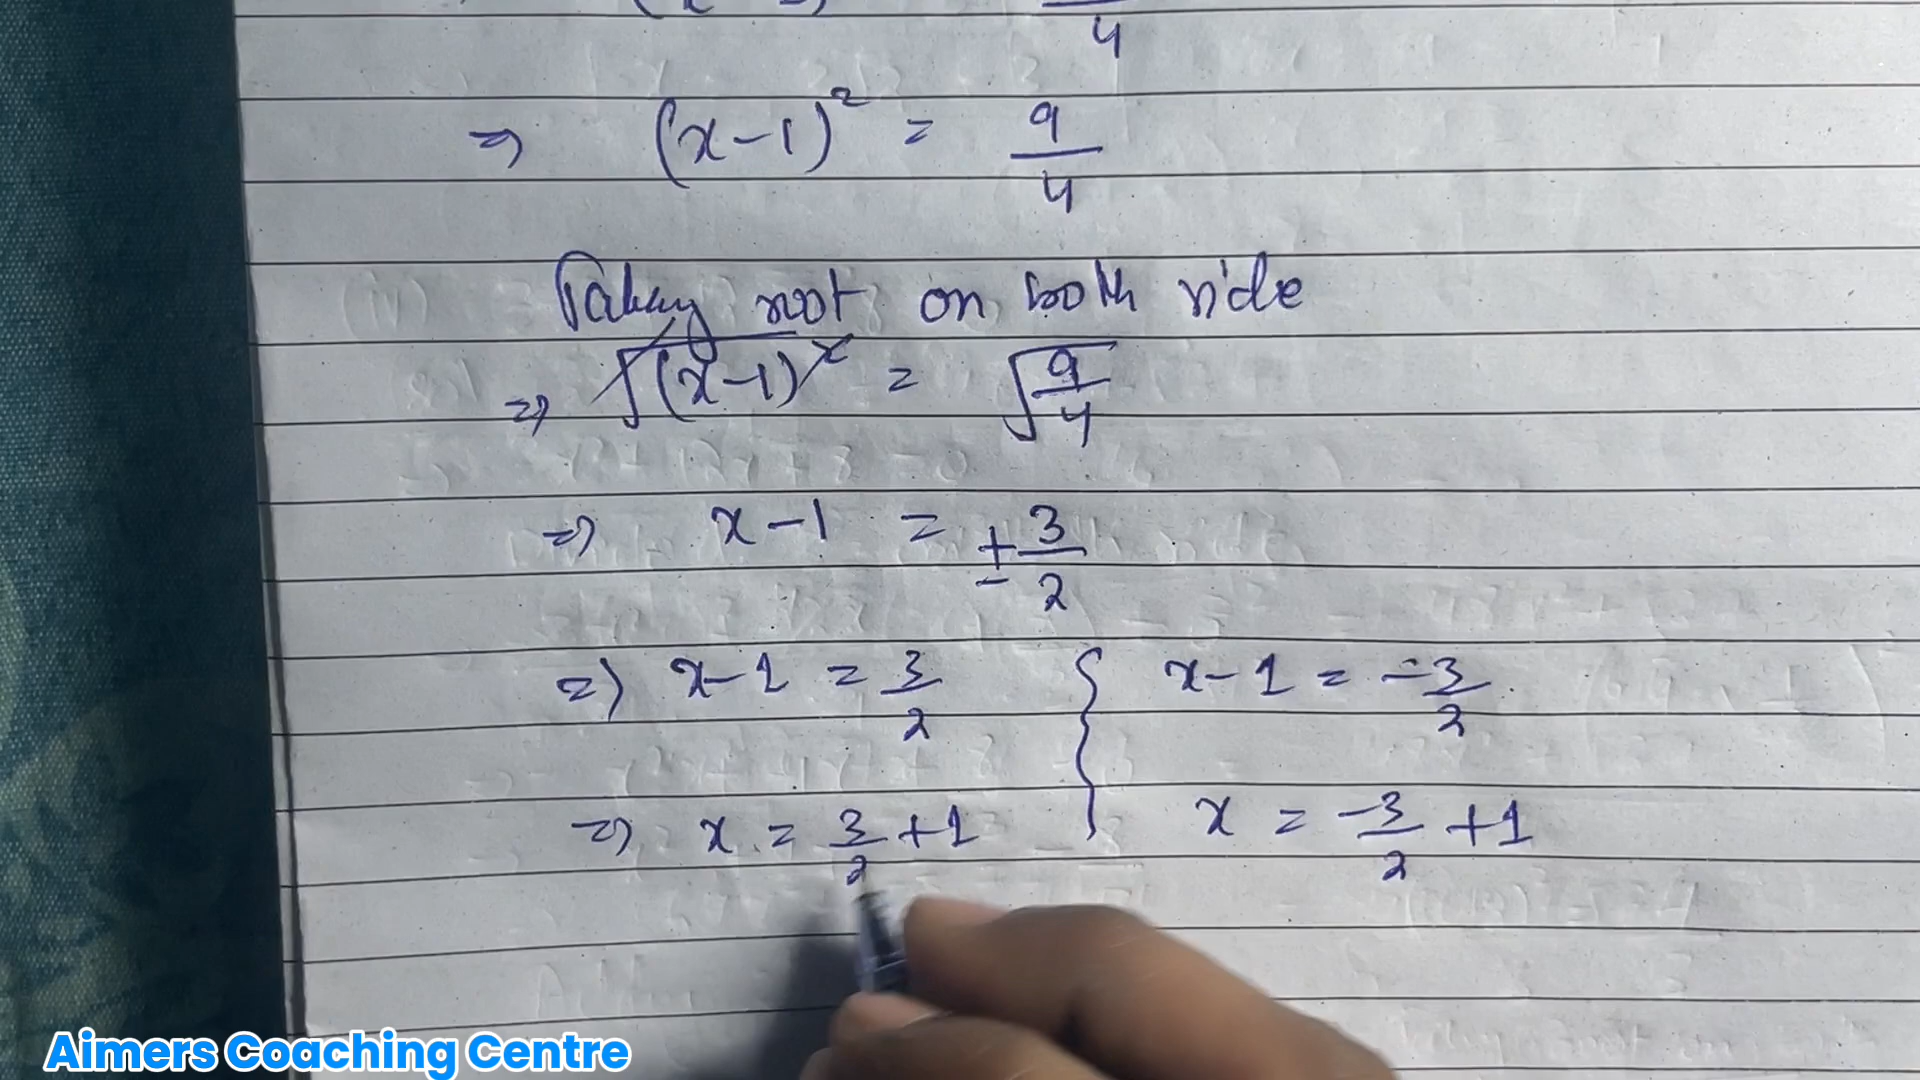 4
⇒ (x-1)² = 9/4
Taking root on both side
⇒ √(x-1)² = √9/4
⇒ x-1 = ± 3/2
⇒ x-1 = 3/2 { x-1 = -3/2
⇒ x = 3/2 +1 x = -3/2 +1
Aimers Coaching Centre